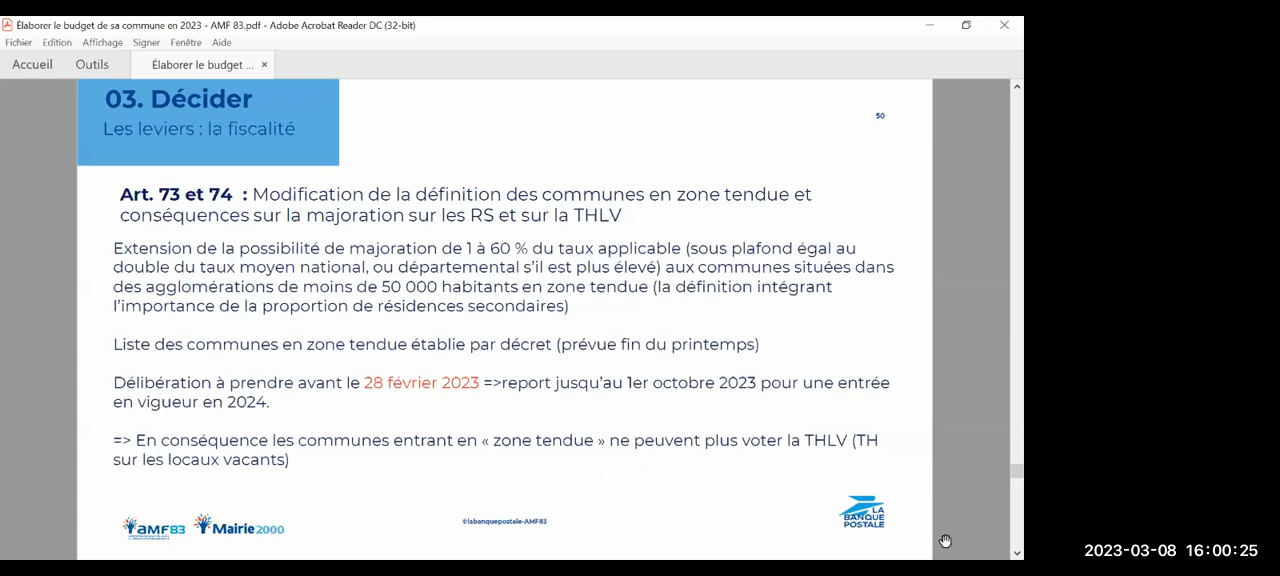 Élaborer le budget de sa commune en 2023 - AMF 83.pdf - Adobe Acrobat Reader DC (32-bit)
Fichier Edition Affichage Signer Fenêtre Aide
Accueil Outils Élaborer le budget ... ×
03. Décider
Les leviers : la fiscalité
50
Art. 73 et 74 : Modification de la définition des communes en zone tendue et
conséquences sur la majoration sur les RS et sur la THLV
Extension de la possibilité de majoration de 1 à 60 % du taux applicable (sous plafond égal au
double du taux moyen national, ou départemental s'il est plus élevé) aux communes situées dans
des agglomérations de moins de 50 000 habitants en zone tendue (la définition intégrant
l'importance de la proportion de résidences secondaires)
Liste des communes en zone tendue établie par décret (prévue fin du printemps)
Délibération à prendre avant le 28 février 2023 =>report jusqu'au 1er octobre 2023 pour une entrée
en vigueur en 2024.
=> En conséquence les communes entrant en « zone tendue » ne peuvent plus voter la THLV (TH
sur les locaux vacants)
AMF83 Mairie2000
©labanquepostale-AMF83
LA
BANQUE
POSTALE
2023-03-08 16:00:25